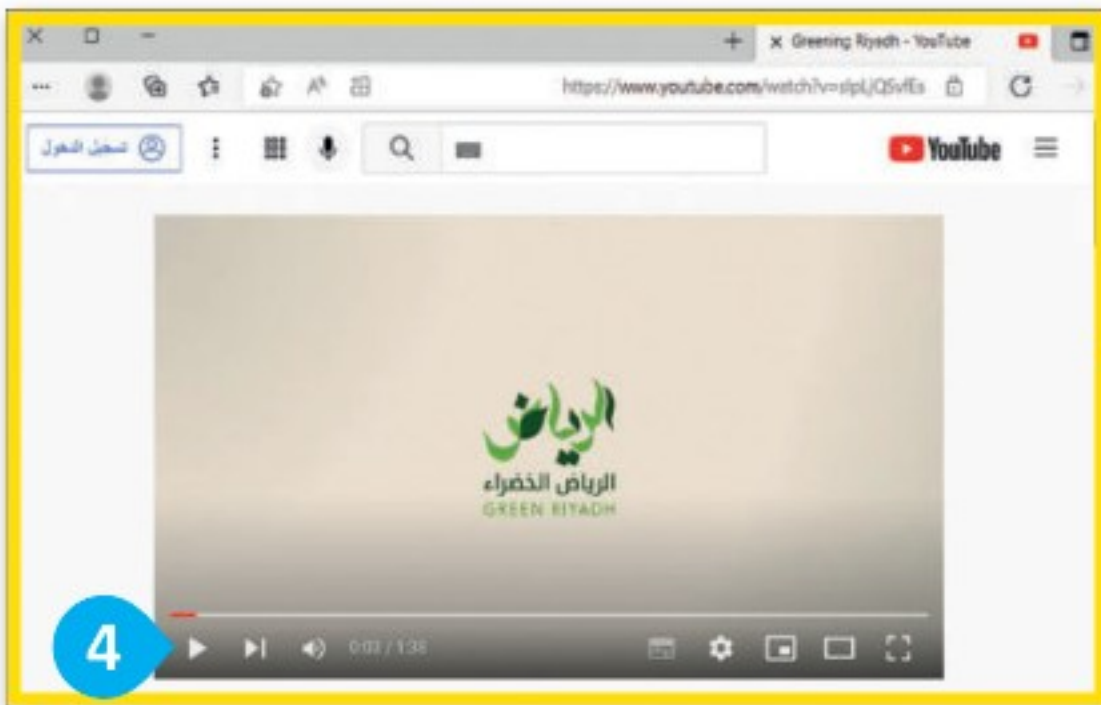 Greening Riyadh - YouTube
https://www.youtube.com/watch?v=slpLjQSvfEs
YouTube
تسجيل الدخول
الرياض
الرياض الخضراء
GREEN RIYADH
4
0:03 / 1:38